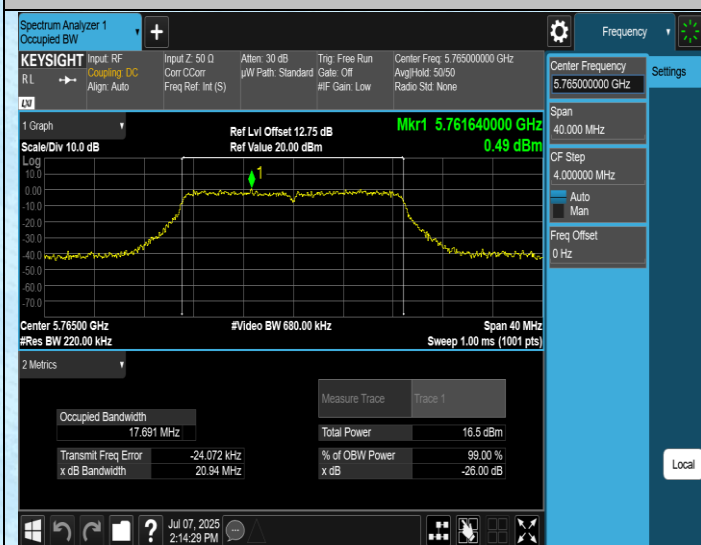 Spectrum Analyzer 1
Occupied BW
+
Frequency
KEYSIGHT
R L
LXI
Input: RF
Coupling: DC
Align: Auto
Input Z: 50 Ω
Corr CCorr
Freq Ref: Int (S)
Atten: 30 dB
µW Path: Standard
Trig: Free Run
Gate: Off
#IF Gain: Low
Center Freq: 5.765000000 GHz
Avg|Hold: 50/50
Radio Std: None
Center Frequency
5.765000000 GHz
Settings
Span
40.000 MHz
CF Step
4.000000 MHz
Auto
Man
Freq Offset
0 Hz
Local
1 Graph
Scale/Div 10.0 dB
Ref Lvl Offset 12.75 dB
Ref Value 20.00 dBm
Mkr1 5.761640000 GHz
0.49 dBm
Log
10.0
0.00
-10.0
-20.0
-30.0
-40.0
-50.0
-60.0
-70.0
1
Center 5.76500 GHz
#Video BW 680.00 kHz
Span 40 MHz
#Res BW 220.00 kHz
Sweep 1.00 ms (1001 pts)
2 Metrics
Measure Trace
Trace 1
Occupied Bandwidth
17.691 MHz
Total Power
16.5 dBm
Transmit Freq Error
-24.072 kHz
% of OBW Power
99.00 %
x dB Bandwidth
20.94 MHz
x dB
-26.00 dB
?
Jul 07, 2025
2:14:29 PM